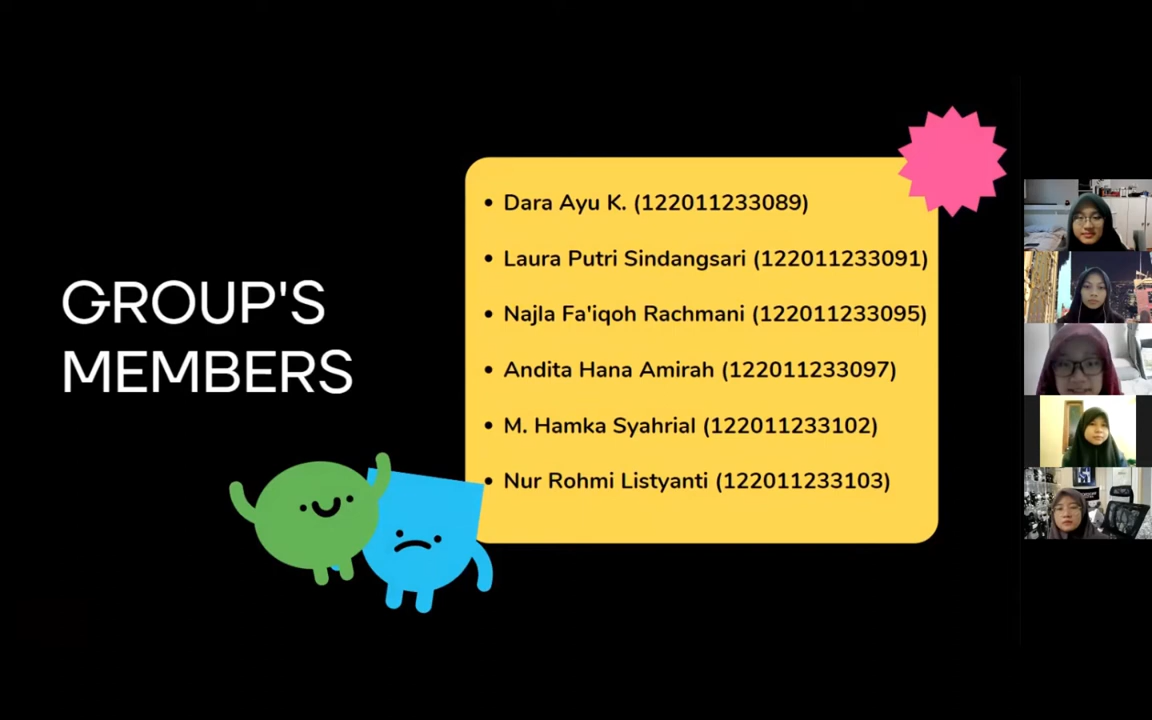 GROUP'S
MEMBERS
• Dara Ayu K. (122011233089)
• Laura Putri Sindangsari (122011233091)
• Najla Fa'iqoh Rachmani (122011233095)
• Andita Hana Amirah (122011233097)
• M. Hamka Syahrial (122011233102)
• Nur Rohmi Listyanti (122011233103)